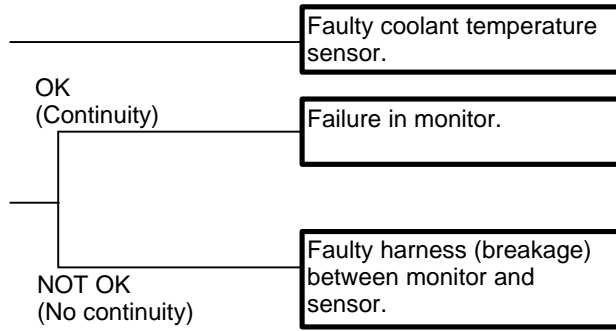 Faulty coolant temperature
sensor.
OK
(Continuity)
Failure in monitor.
Faulty harness (breakage)
between monitor and
sensor.
NOT OK
(No continuity)